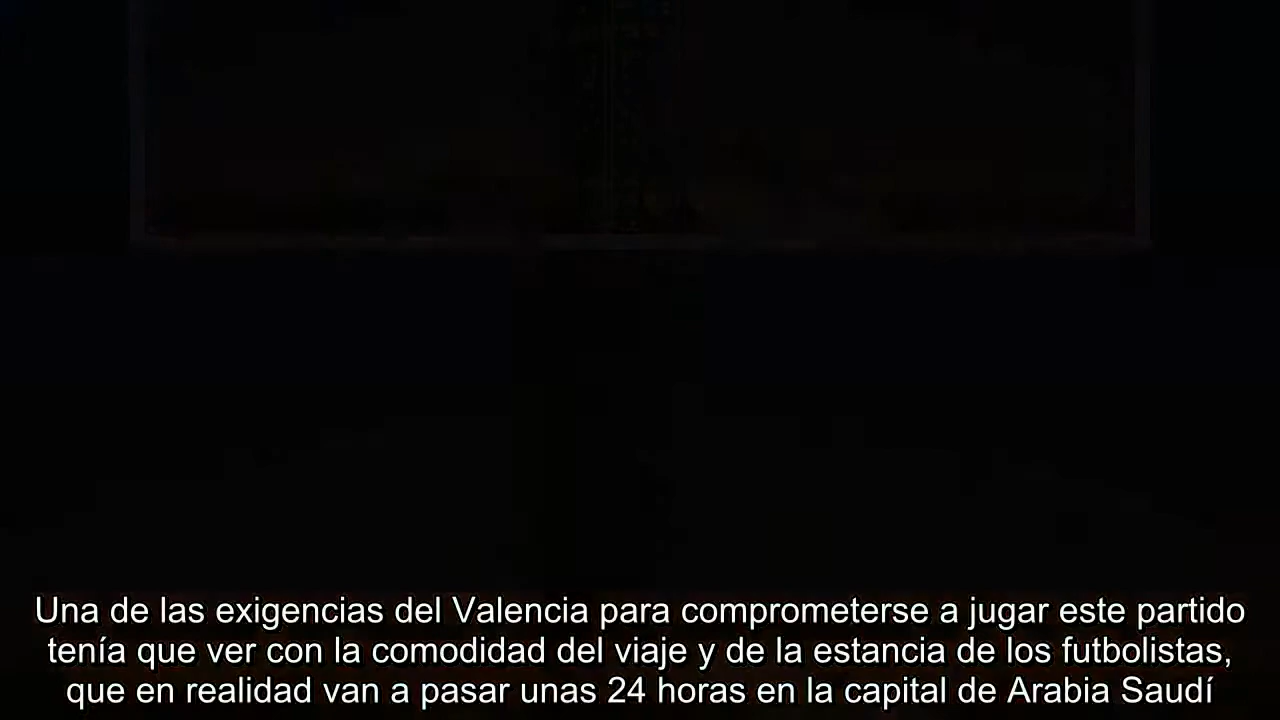 Una de las exigencias del Valencia para comprometerse a jugar este partido
tenía que ver con la comodidad del viaje y de la estancia de los futbolistas,
que en realidad van a pasar unas 24 horas en la capital de Arabia Saudí